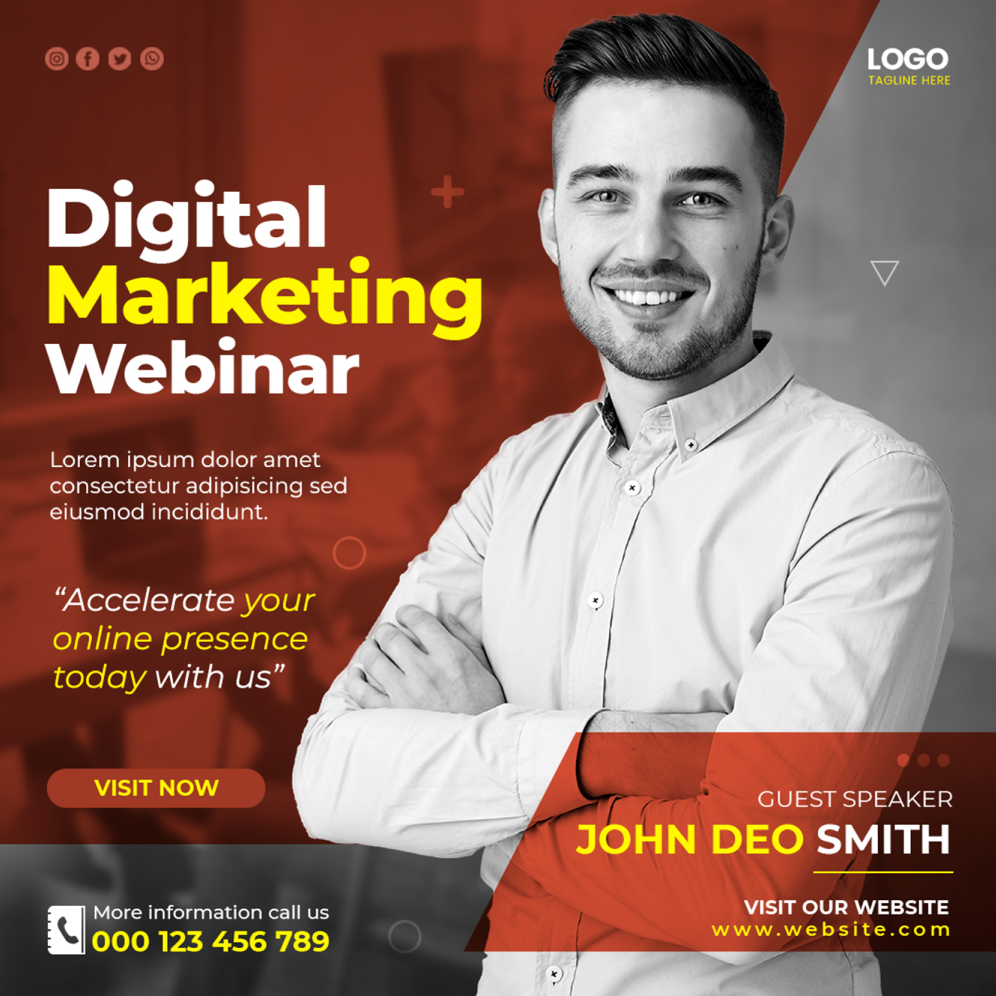 LOGO
TAGLINE HERE
Digital
Marketing
Webinar
Lorem ipsum dolor amet
consectetur adipisicing sed
eiusmod incididunt.
“Accelerate your
online presence
today with us”
VISIT NOW
GUEST SPEAKER
JOHN DEO SMITH
VISIT OUR WEBSITE
www.website.com
More information call us
000 123 456 789